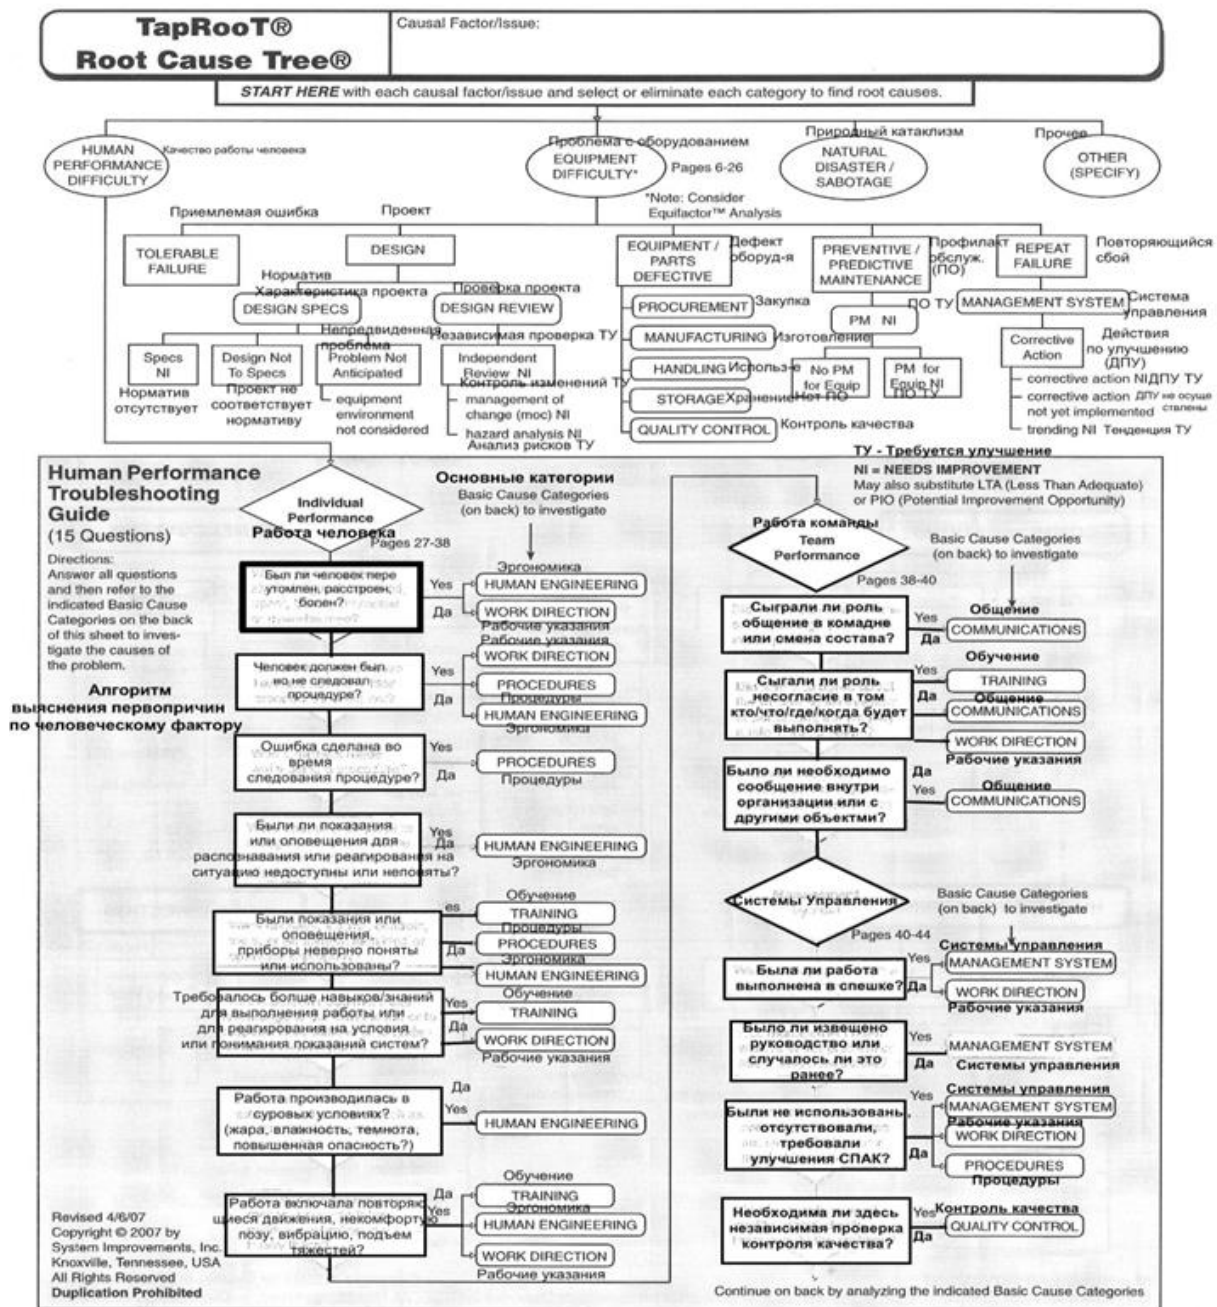 TapRooT®
Root Cause Tree®
Causal Factor/Issue:
START HERE with each causal factor/issue and select or eliminate each category to find root causes.
HUMAN
PERFORMANCE
DIFFICULTY
Качество работы человека
Проблема с оборудованием
EQUIPMENT
DIFFICULTY*
Pages 6-26
Природный катаклизм
NATURAL
DISASTER /
SABOTAGE
Прочее
OTHER
(SPECIFY)
*Note: Consider
Equifactor™ Analysis
Приемлемая ошибка
TOLERABLE
FAILURE
Проект
DESIGN
Норматив
Характеристика проекта
DESIGN SPECS
Проверка проекта
DESIGN REVIEW
Непредвиденная
проблема
Независимая проверка ТУ
Specs
NI
Норматив
отсутствует
Design Not
To Specs
Проект не
соответствует
нормативу
Problem Not
Anticipated
equipment
environment
not considered
Independent
Review NI
Контроль изменений ТУ
management of
change (moc) NI
hazard analysis NI
Анализ рисков ТУ
EQUIPMENT /
PARTS
DEFECTIVE
Дефект
оборуд-я
PROCUREMENT
Закупка
MANUFACTURING
Изготовление
HANDLING
Использ-е
STORAGE
Хранение
QUALITY CONTROL
Контроль качества
PREVENTIVE /
PREDICTIVE
MAINTENANCE
Профилакт
обслуж.
(ПО)
PM NI
ПО ТУ
No PM
for Equip
Нет ПО
PM for
Equip NI
ПО ТУ
REPEAT
FAILURE
Повторяющийся
сбой
MANAGEMENT SYSTEM
Система
управления
Corrective
Action
Действия
по улучшению
(ДПУ)
corrective action NI ДПУ ТУ
corrective action ДПУ не осуще
not yet implemented ствлены
trending NI Тенденция ТУ
ТУ - Требуется улучшение
NI = NEEDS IMPROVEMENT
May also substitute LTA (Less Than Adequate)
or PIO (Potential Improvement Opportunity)
Human Performance
Troubleshooting
Guide
(15 Questions)
Directions:
Answer all questions
and then refer to the
indicated Basic Cause
Categories on the back
of this sheet to inves-
tigate the causes of
the problem.
Алгоритм
выяснения первопричин
по человеческому фактору
Individual
Performance
Работа человека
Pages 27-38
Основные категории
Basic Cause Categories
(on back) to investigate
Был ли человек пере
утомлен, расстроен,
болен?
Yes
Да
Эргономика
HUMAN ENGINEERING
WORK DIRECTION
Рабочие указания
Человек должен был
но не следовал
процедуре?
Yes
Да
Рабочие указания
WORK DIRECTION
PROCEDURES
Процедуры
HUMAN ENGINEERING
Эргономика
Ошибка сделана во
время
следования процедуре?
Yes
Да
PROCEDURES
Процедуры
Были ли показания
или оповещения для
распознавания или реагирования на
ситуацию недоступны или непоняты?
Yes
Да
HUMAN ENGINEERING
Эргономика
Были показания или
оповещения,
приборы неверно поняты
или использованы?
es
Да
Обучение
TRAINING
Процедуры
PROCEDURES
Эргономика
HUMAN ENGINEERING
Требовалось болше навыков/знаний
для выполнения работы или
для реагирования на условия
или понимания показаний систем?
Yes
Да
Обучение
TRAINING
WORK DIRECTION
Рабочие указания
Работа производилась в
суровых условиях?
(жара, влажность, темнота,
повышенная опасность?)
Да
Yes
HUMAN ENGINEERING
Работа включала повторяю
щиеся движения, некомфортую
позу, вибрацию, подъем
тяжестей?
Да
Yes
Обучение
TRAINING
Эргономика
HUMAN ENGINEERING
WORK DIRECTION
Рабочие указания
Revised 4/6/07
Copyright © 2007 by
System Improvements, Inc.
Knoxville, Tennessee, USA
All Rights Reserved
Duplication Prohibited
Работа команды
Team
Performance
Pages 38-40
Basic Cause Categories
(on back) to investigate
Сыграли ли роль
общение в комадне
или смена состава?
Yes
Да
Общение
COMMUNICATIONS
Сыгали ли роль
несогласие в том
кто/что/где/когда будет
выполнять?
Yes
Да
Обучение
TRAINING
Общение
COMMUNICATIONS
WORK DIRECTION
Рабочие указания
Было ли необходимо
сообщение внутри
организации или с
другими объектми?
Да
Yes
Общение
COMMUNICATIONS
Системы Управления
Pages 40-44
Basic Cause Categories
(on back) to investigate
Была ли работа
выполнена в спешке?
Yes
Да
Системы управления
MANAGEMENT SYSTEM
WORK DIRECTION
Рабочие указания
Было ли извещено
руководство или
случалось ли это
ранее?
Yes
Да
MANAGEMENT SYSTEM
Системы управления
Были не использованы,
отсутствовали,
требовали
улучшения СПАК?
Yes
Да
Системы управления
MANAGEMENT SYSTEM
Рабочие указания
WORK DIRECTION
PROCEDURES
Процедуры
Необходима ли здесь
независимая проверка
контроля качества?
Yes
Да
Контроль качества
QUALITY CONTROL
Continue on back by analyzing the indicated Basic Cause Categories